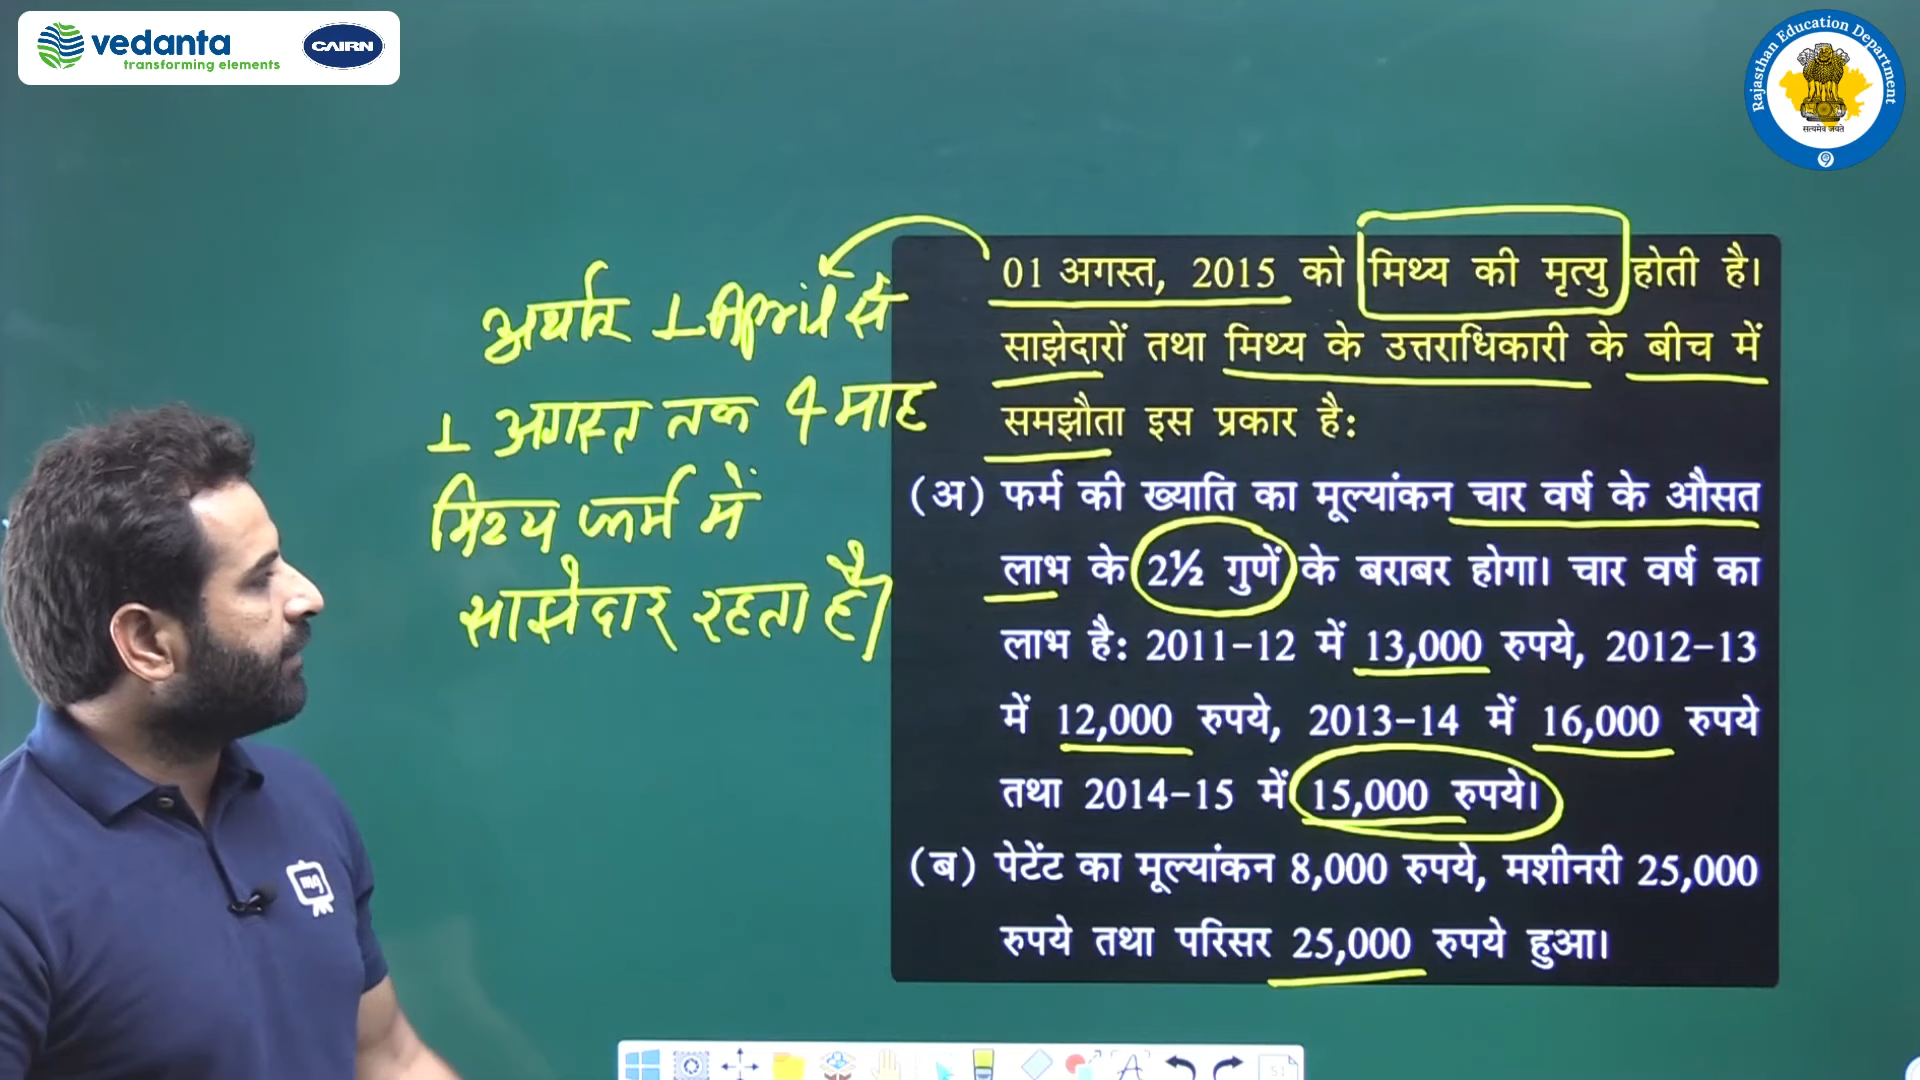 vedanta
transforming elements
CAIRN
Rajasthan Education Department
सत्यमेव जयते
अर्थात 1 April से
1 अगस्त तक 4 माह
मिथ्य फर्म में
साझेदार रहता है।
01 अगस्त, 2015 को मिथ्य की मृत्यु होती है।
साझेदारों तथा मिथ्य के उत्तराधिकारी के बीच में
समझौता इस प्रकार है:
(अ) फर्म की ख्याति का मूल्यांकन चार वर्ष के औसत
लाभ के 2½ गुणें के बराबर होगा। चार वर्ष का
लाभ है: 2011-12 में 13,000 रुपये, 2012-13
में 12,000 रुपये, 2013-14 में 16,000 रुपये
तथा 2014-15 में 15,000 रुपये।
(ब) पेटेंट का मूल्यांकन 8,000 रुपये, मशीनरी 25,000
रुपये तथा परिसर 25,000 रुपये हुआ।
51